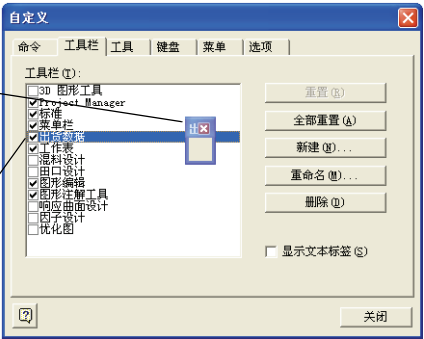 自定义
命令 工具栏 工具 键盘 菜单 选项
工具栏(T):
3D 图形工具
Project Manager
标准
菜单栏
出货数据
工作表
混料设计
田口设计
图形编辑
图形注解工具
响应曲面设计
因子设计
优化图
出
重置(R)
全部重置(A)
新建(N)...
重命名(M)...
删除(D)
显示文本标签(S)
关闭